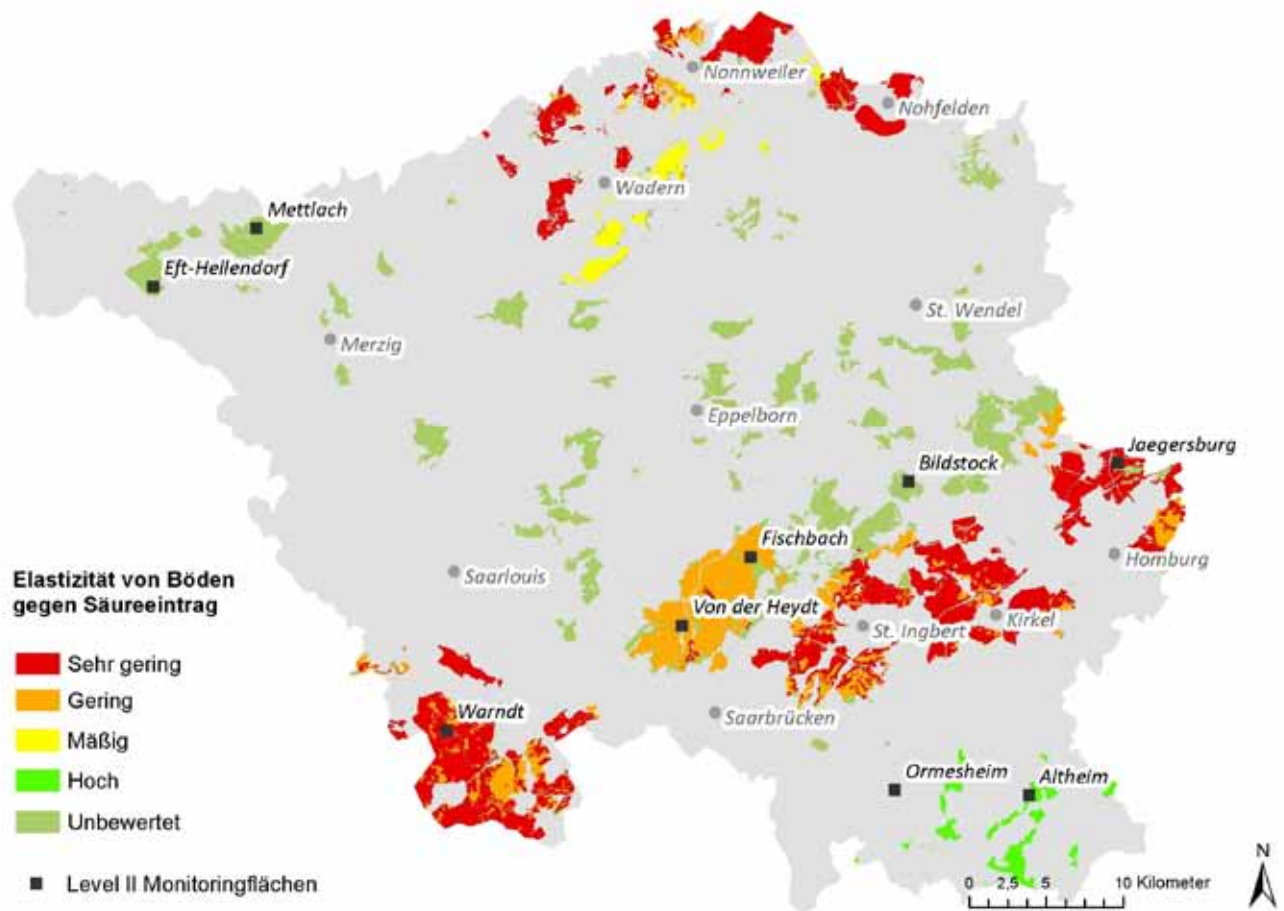 Nonnweiler
Nohfelden
Wadern
Mettlach
Eft-Hellendorf
St. Wendel
Merzig
Eppelborn
Jaegersburg
Bildstock
Fischbach
Homburg
Elastizität von Böden
gegen Säureeintrag
Saarlouis
Von der Heydt
St. Ingbert
Kirkel
Sehr gering
Gering
Mäßig
Hoch
Unbewertet
Level II Monitoringflächen
Warndt
Saarbrücken
Ormesheim
Altheim
N
0 2,5 5 10 Kilometer